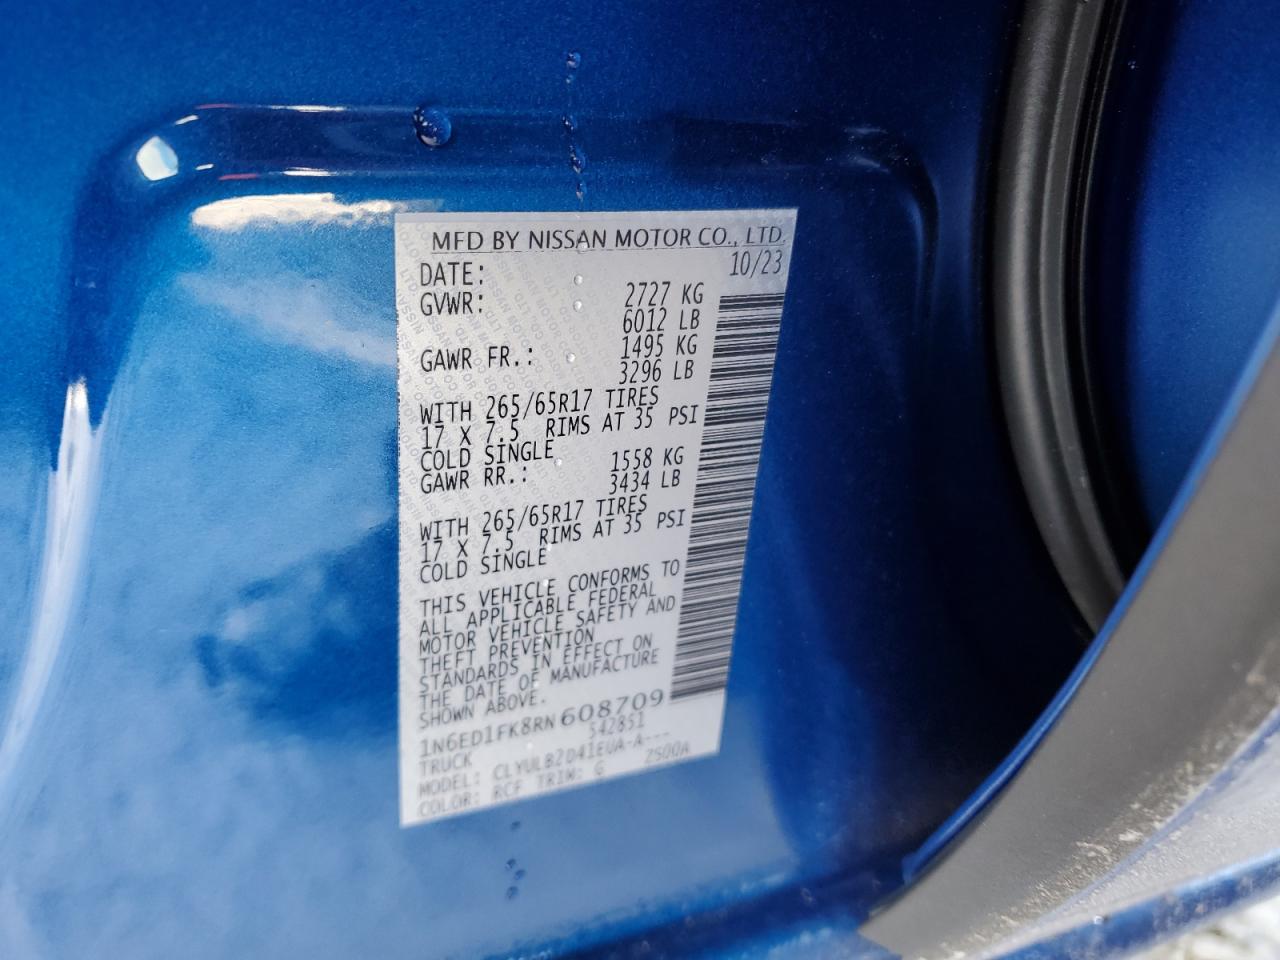 MFD BY NISSAN MOTOR CO., LTD.
DATE: 10/23
GVWR: 2727 KG
6012 LB
GAWR FR.: 1495 KG
3296 LB
WITH 265/65R17 TIRES
17 X 7.5 RIMS AT 35 PSI
COLD SINGLE
GAWR RR.: 1558 KG
3434 LB
WITH 265/65R17 TIRES
17 X 7.5 RIMS AT 35 PSI
COLD SINGLE
THIS VEHICLE CONFORMS TO
ALL APPLICABLE FEDERAL
MOTOR VEHICLE SAFETY AND
THEFT PREVENTION
STANDARDS IN EFFECT ON
THE DATE OF MANUFACTURE
SHOWN ABOVE.
1N6ED1FK8RN608709
TRUCK 542851
MODEL: CLYULB2D41EUA-A---
COLOR: RCF TRIM: G ZS00A